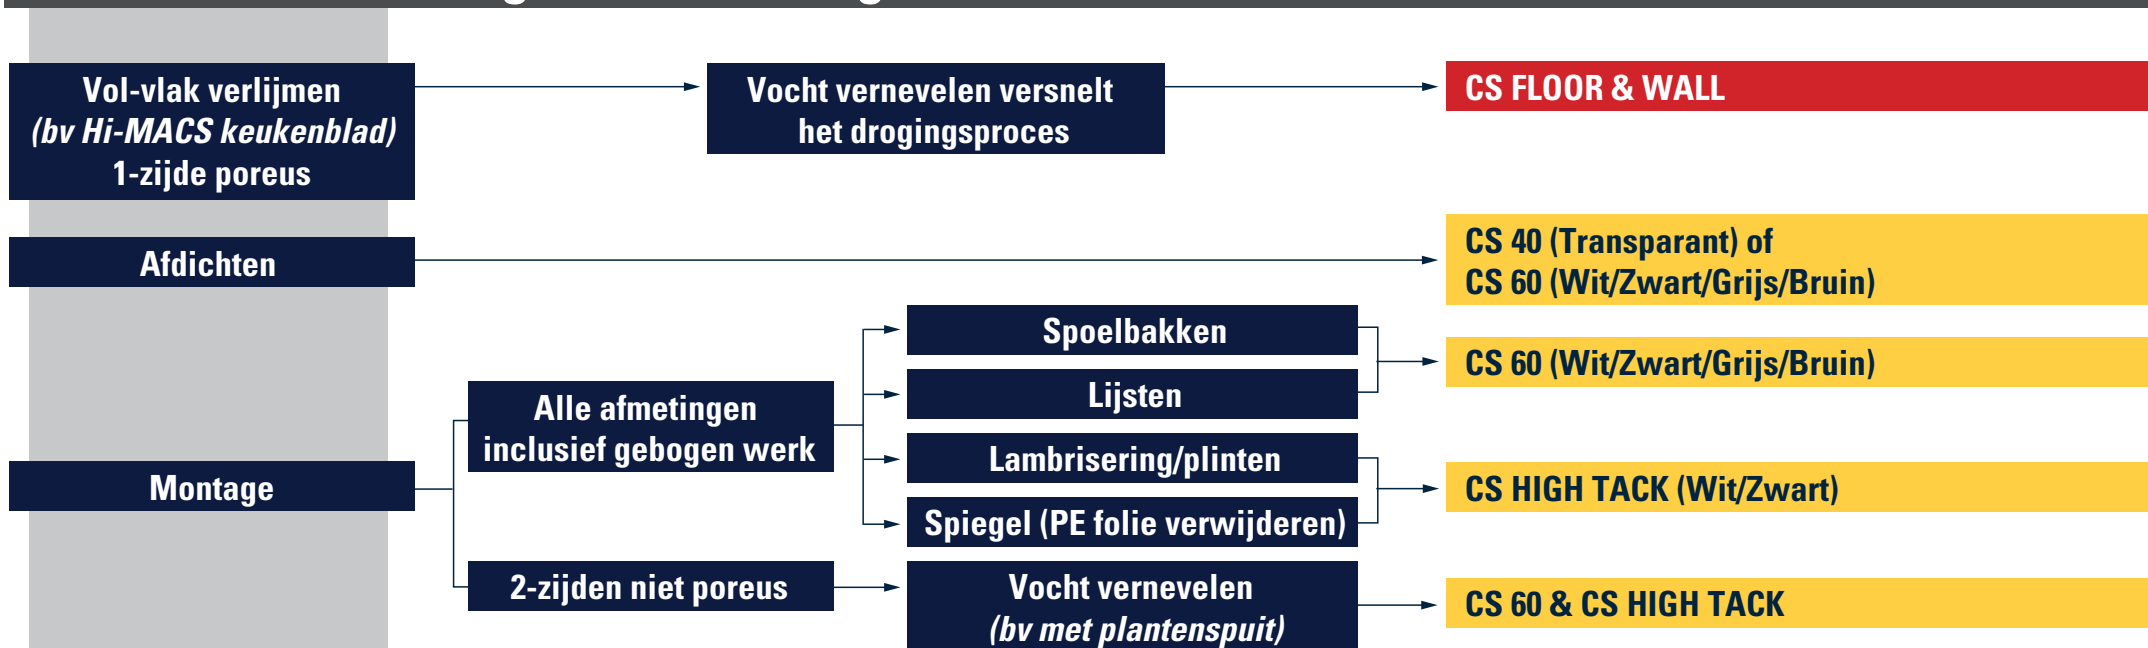 Vol-vlak verlijmen
(bv Hi-MACS keukenblad)
1-zijde poreus
Vocht vernevelen versnelt
het drogingsproces
CS FLOOR & WALL
Afdichten
CS 40 (Transparant) of
CS 60 (Wit/Zwart/Grijs/Bruin)
Montage
Alle afmetingen
inclusief gebogen werk
Spoelbakken
Lijsten
CS 60 (Wit/Zwart/Grijs/Bruin)
Lambrisering/plinten
Spiegel (PE folie verwijderen)
CS HIGH TACK (Wit/Zwart)
2-zijden niet poreus
Vocht vernevelen
(bv met plantenspuit)
CS 60 & CS HIGH TACK